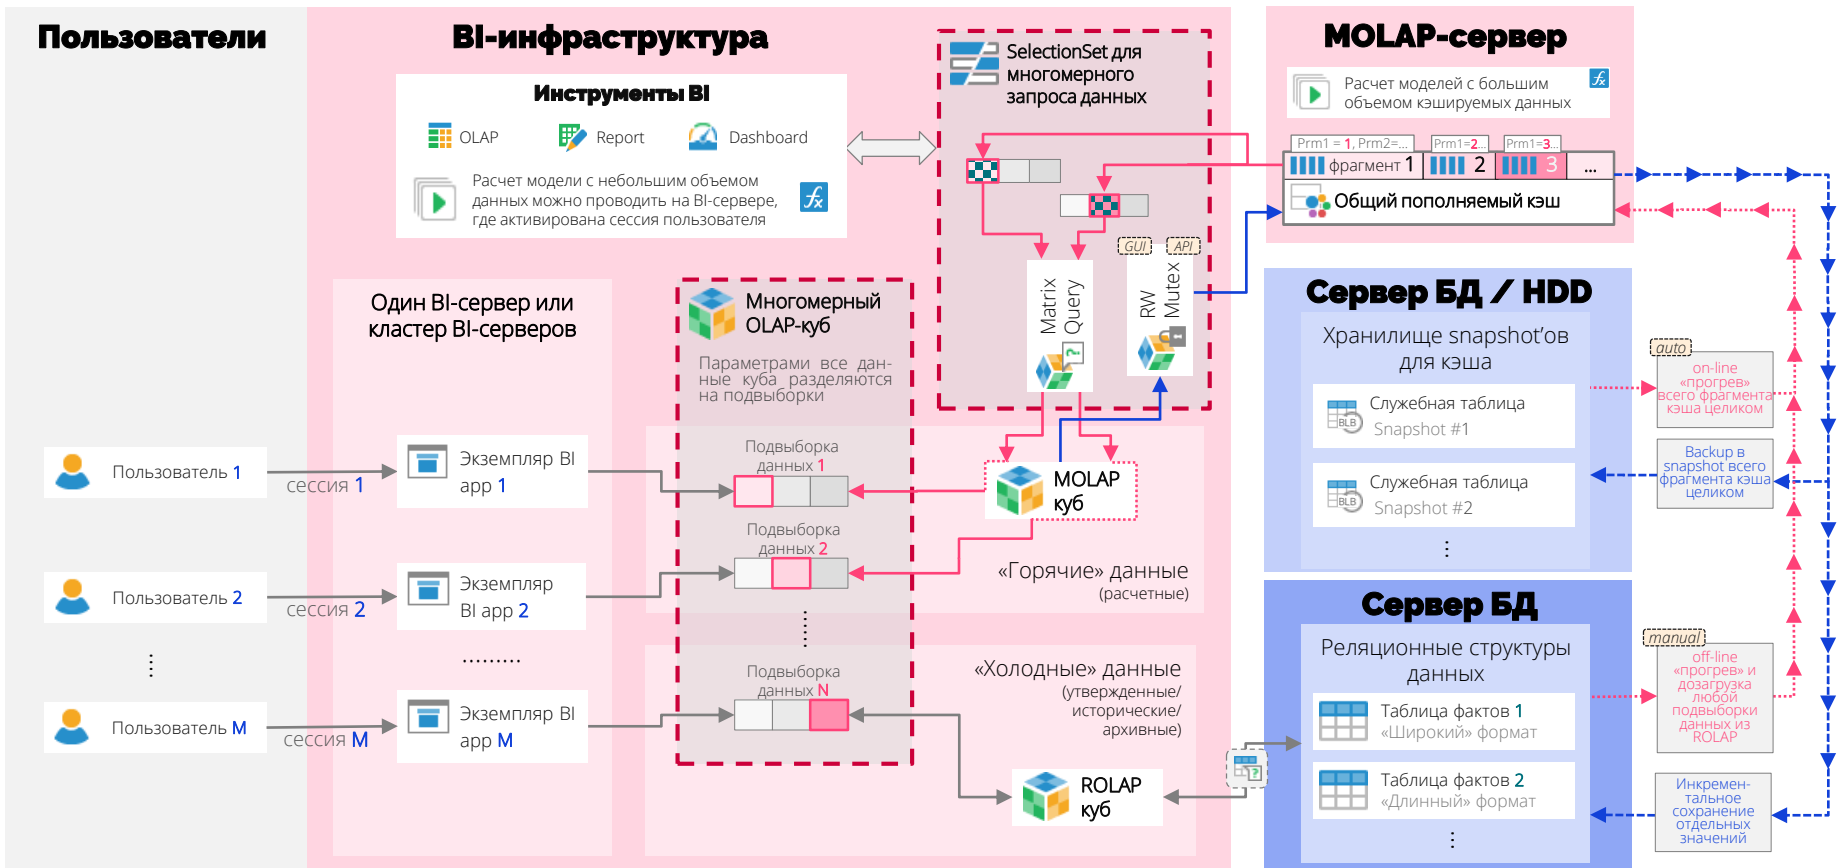 Пользователи
Пользователь 1
сессия 1
Пользователь 2
сессия 2
⋮
Пользователь M
сессия M
BI-инфраструктура
Инструменты BI
OLAP
Report
Dashboard
Расчет модели с небольшим объемом
данных можно проводить на BI-сервере,
где активирована сессия пользователя
fx
Один BI-сервер или
кластер BI-серверов
Экземпляр BI
app 1
Экземпляр
BI app 2
.........
Экземпляр BI
app M
Многомерный
OLAP-куб
Параметрами все дан-
ные куба разделяются
на подвыборки
Подвыборка
данных 1
Подвыборка
данных 2
Подвыборка
данных N
SelectionSet для
многомерного
запроса данных
Matrix
Query
?
GUI
API
RW
Mutex
MOLAP
куб
«Горячие» данные
(расчетные)
«Холодные» данные
(утвержденные/
исторические/
архивные)
ROLAP
куб
?
MOLAP-сервер
Расчет моделей с большим
объемом кэшируемых данных
fx
Prm1 = 1, Prm2=...
Prm1=2...
Prm1=3...
фрагмент 1
2
3
...
Общий пополняемый кэш
Сервер БД / HDD
Хранилище snapshot’ов
для кэша
BLB
Служебная таблица
Snapshot #1
BLB
Служебная таблица
Snapshot #2
⋮
Сервер БД
Реляционные структуры
данных
Таблица фактов 1
«Широкий» формат
Таблица фактов 2
«Длинный» формат
⋮
auto
on-line
«прогрев»
всего фрагмента
кэша целиком
Backup в
snapshot всего
фрагмента кэша
целиком
manual
off-line
«прогрев» и
дозагрузка
любой
подвыборки
данных из
ROLAP
Инкремен-
тальное
сохранение
отдельных
значений